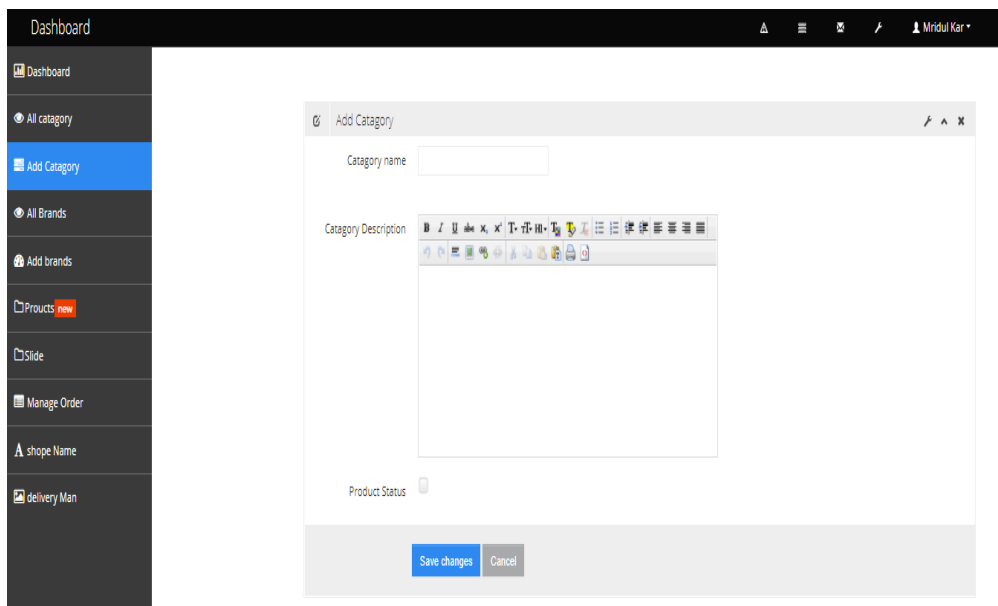 Dashboard
Mridul Kar
Dashboard
All catagory
Add Catagory
All Brands
Add brands
Proucts new
Slide
Manage Order
shope Name
delivery Man
Add Catagory
Catagory name
Catagory Description
Product Status
Save changes
Cancel